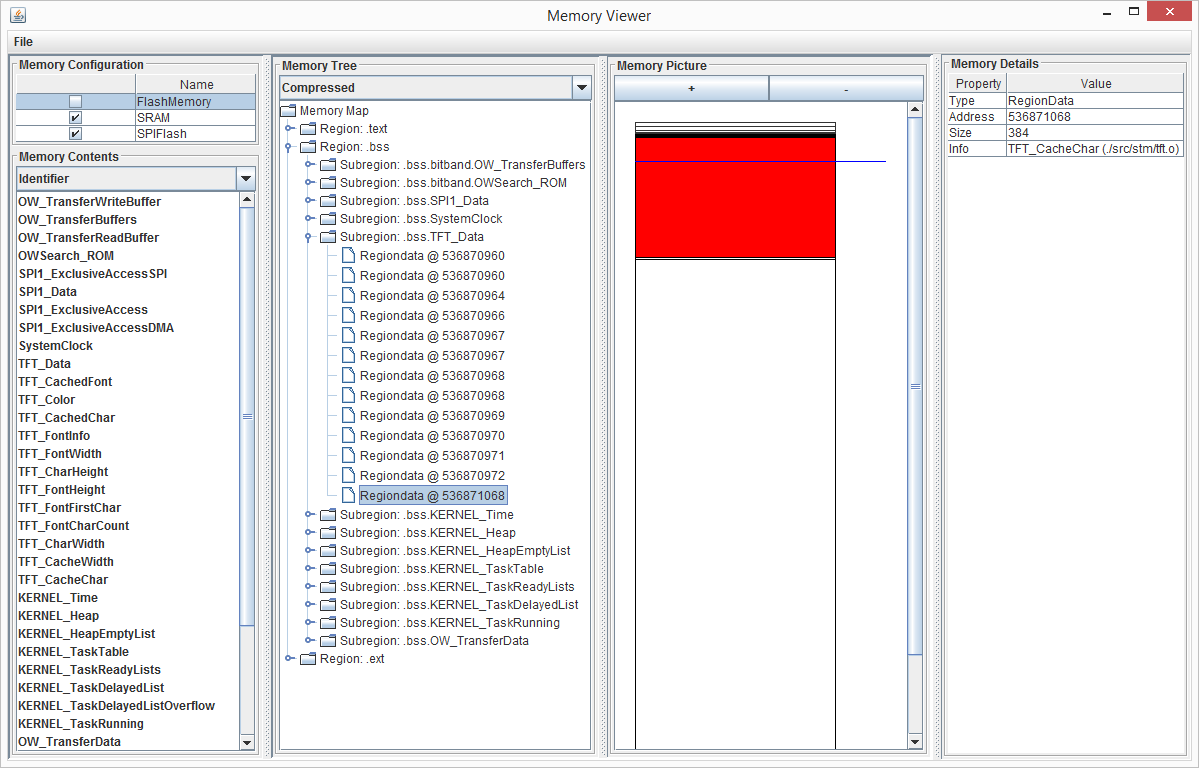 Memory Viewer
File
Memory Configuration
Name
FlashMemory
SRAM
SPIFlash
Memory Contents
Identifier
OW_TransferWriteBuffer
OW_TransferBuffers
OW_TransferReadBuffer
OWSearch_ROM
SPI1_ExclusiveAccessSPI
SPI1_Data
SPI1_ExclusiveAccess
SPI1_ExclusiveAccessDMA
SystemClock
TFT_Data
TFT_CachedFont
TFT_Color
TFT_CachedChar
TFT_FontInfo
TFT_FontWidth
TFT_CharHeight
TFT_FontHeight
TFT_FontFirstChar
TFT_FontCharCount
TFT_CharWidth
TFT_CacheWidth
TFT_CacheChar
KERNEL_Time
KERNEL_Heap
KERNEL_HeapEmptyList
KERNEL_TaskTable
KERNEL_TaskReadyLists
KERNEL_TaskDelayedList
KERNEL_TaskDelayedListOverflow
KERNEL_TaskRunning
OW_TransferData
Memory Tree
Compressed
Memory Map
Region: .text
Region: .bss
Subregion: .bss.bitband.OW_TransferBuffers
Subregion: .bss.bitband.OWSearch_ROM
Subregion: .bss.SPI1_Data
Subregion: .bss.SystemClock
Subregion: .bss.TFT_Data
Regiondata @ 536870960
Regiondata @ 536870960
Regiondata @ 536870964
Regiondata @ 536870966
Regiondata @ 536870967
Regiondata @ 536870967
Regiondata @ 536870968
Regiondata @ 536870968
Regiondata @ 536870969
Regiondata @ 536870970
Regiondata @ 536870971
Regiondata @ 536870972
Regiondata @ 536871068
Subregion: .bss.KERNEL_Time
Subregion: .bss.KERNEL_Heap
Subregion: .bss.KERNEL_HeapEmptyList
Subregion: .bss.KERNEL_TaskTable
Subregion: .bss.KERNEL_TaskReadyLists
Subregion: .bss.KERNEL_TaskDelayedList
Subregion: .bss.KERNEL_TaskRunning
Subregion: .bss.OW_TransferData
Region: .ext
Memory Picture
+ -
Memory Details
Property Value
Type RegionData
Address 536871068
Size 384
Info TFT_CacheChar (./src/stm/tft.o)